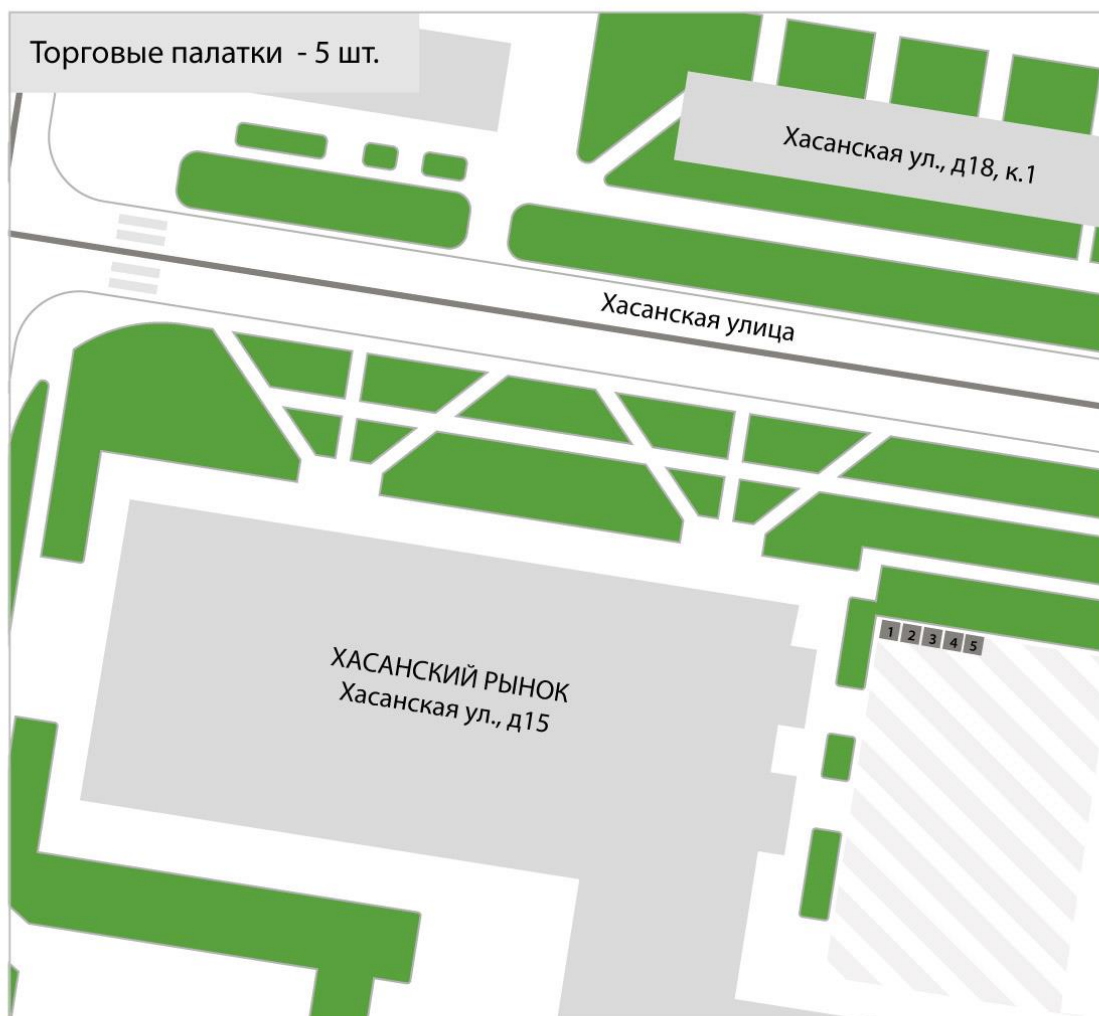 Торговые палатки - 5 шт.
Хасанская ул., д18, к.1
Хасанская улица
ХАСАНСКИЙ РЫНОК
Хасанская ул., д15
1 2 3 4 5